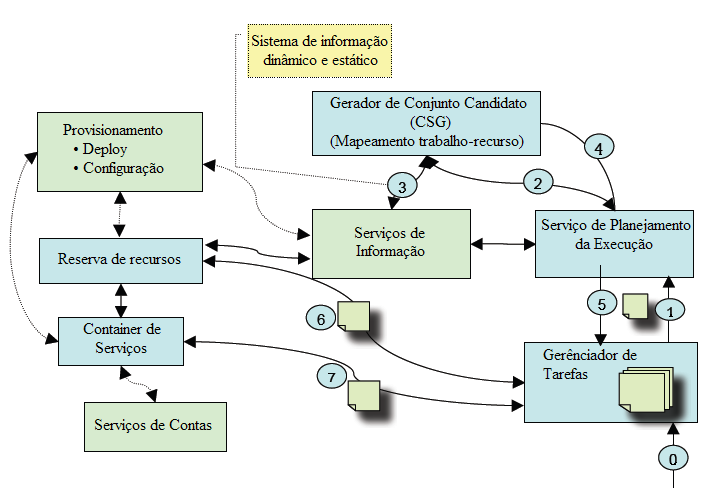 Sistema de informação
dinâmico e estático
Gerador de Conjunto Candidato
(CSG)
(Mapeamento trabalho-recurso)
Provisionamento
• Deploy
• Configuração
4
3
2
Serviços de
Informação
Serviço de Planejamento
da Execução
Reserva de recursos
5
1
6
Container de
Serviços
Gerênciador de
Tarefas
7
Serviços de Contas
0